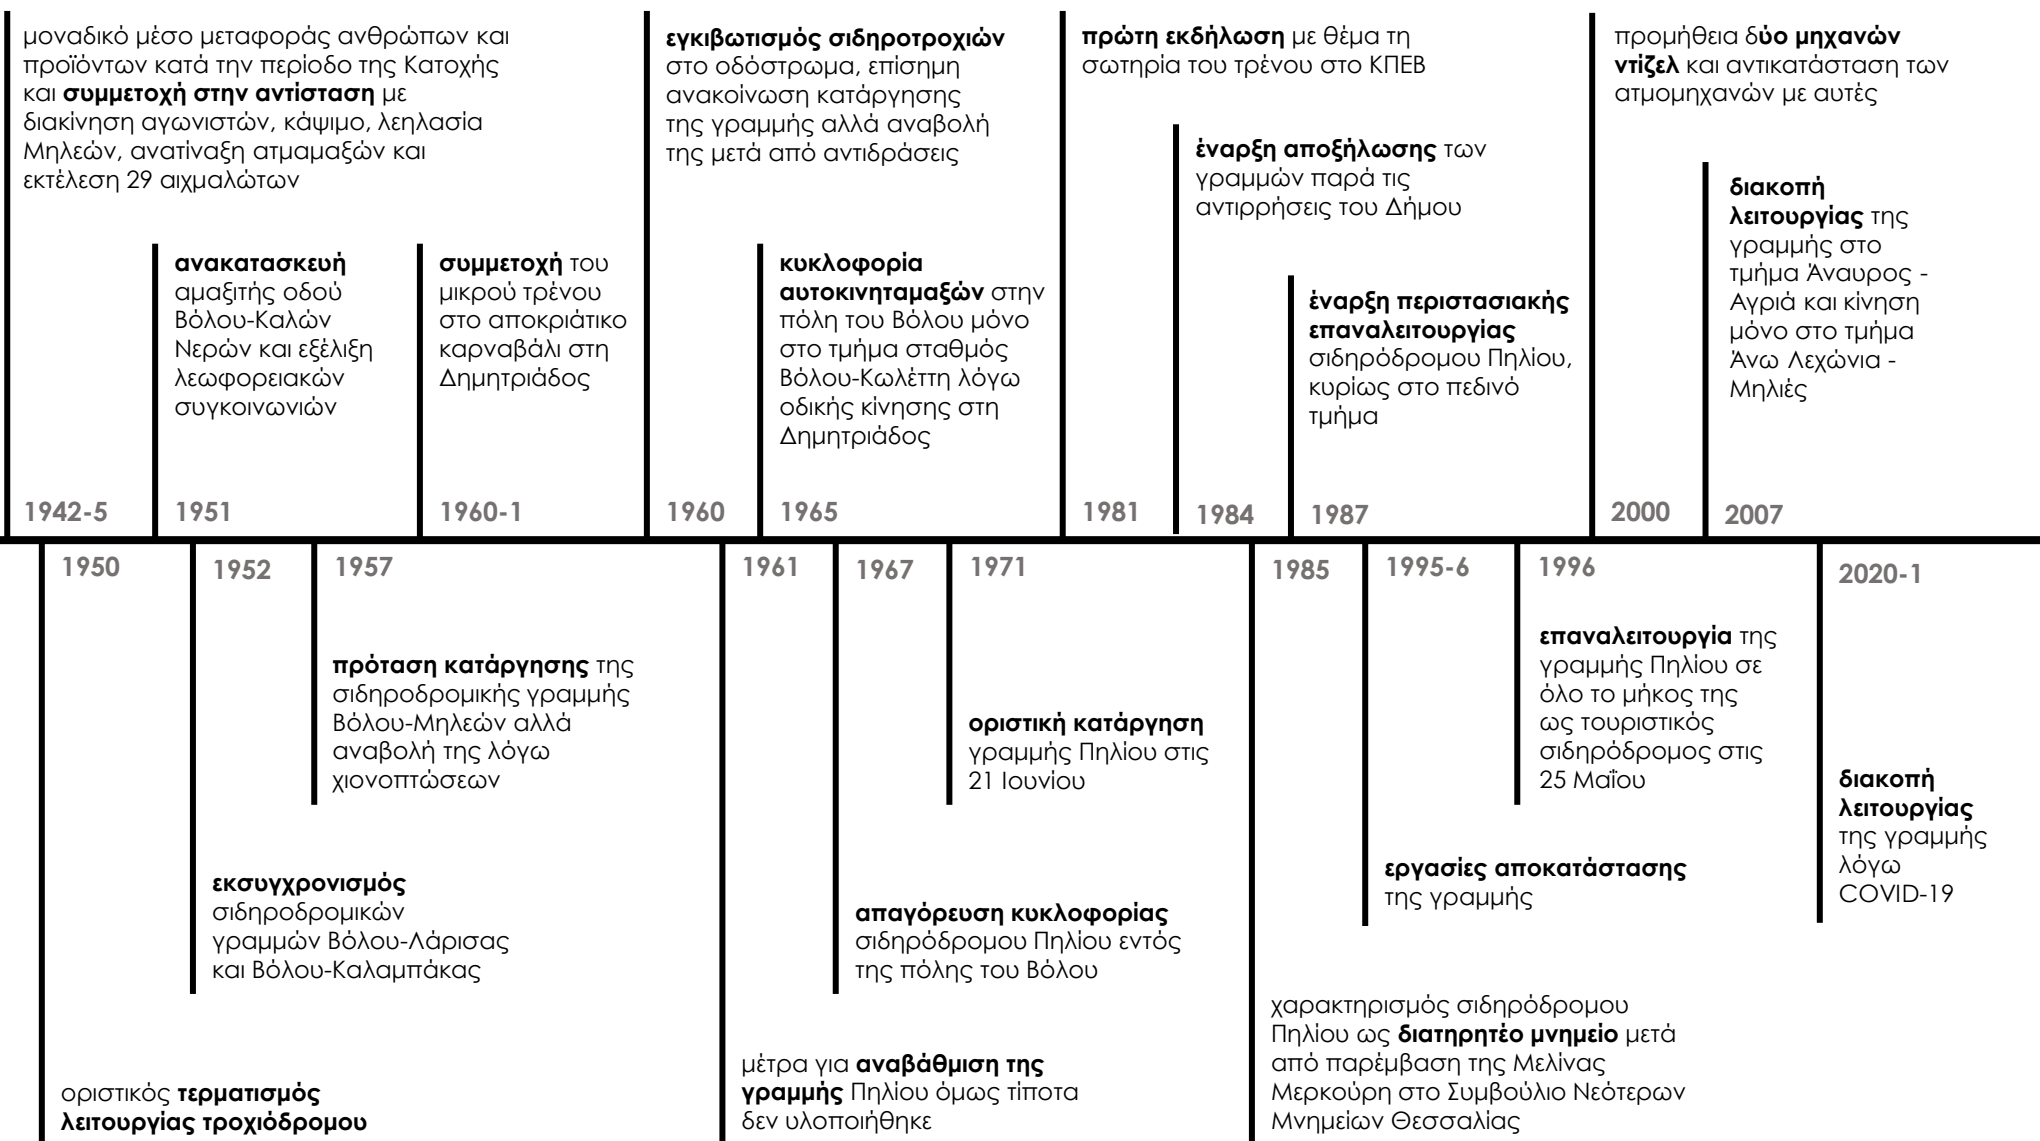 μοναδικό μέσο μεταφοράς ανθρώπων και
προϊόντων κατά την περίοδο της Κατοχής
και συμμετοχή στην αντίσταση με
διακίνηση αγωνιστών, κάψιμο, λεηλασία
Μηλεών, ανατίναξη ατμαμαξών και
εκτέλεση 29 αιχμαλώτων
1942-5
ανακατασκευή
αμαξιτής οδού
Βόλου-Καλών
Νερών και εξέλιξη
λεωφορειακών
συγκοινωνιών
1951
συμμετοχή του
μικρού τρένου
στο αποκριάτικο
καρναβάλι στη
Δημητριάδος
1960-1
εγκιβωτισμός σιδηροτροχιών
στο οδόστρωμα, επίσημη
ανακοίνωση κατάργησης
της γραμμής αλλά αναβολή
της μετά από αντιδράσεις
1960
κυκλοφορία
αυτοκινηταμαξών στην
πόλη του Βόλου μόνο
στο τμήμα σταθμός
Βόλου-Κωλέττη λόγω
οδικής κίνησης στη
Δημητριάδος
1965
πρώτη εκδήλωση με θέμα τη
σωτηρία του τρένου στο ΚΠΕΒ
1981
έναρξη αποξήλωσης των
γραμμών παρά τις
αντιρρήσεις του Δήμου
1984
έναρξη περιστασιακής
επαναλειτουργίας
σιδηρόδρομου Πηλίου,
κυρίως στο πεδινό
τμήμα
1987
προμήθεια δύο μηχανών
ντίζελ και αντικατάσταση των
ατμομηχανών με αυτές
2000
διακοπή
λειτουργίας της
γραμμής στο
τμήμα Άναυρος -
Αγριά και κίνηση
μόνο στο τμήμα
Άνω Λεχώνια -
Μηλιές
2007
1950
οριστικός τερματισμός
λειτουργίας τροχιόδρομου
1952
εκσυγχρονισμός
σιδηροδρομικών
γραμμών Βόλου-Λάρισας
και Βόλου-Καλαμπάκας
1957
πρόταση κατάργησης της
σιδηροδρομικής γραμμής
Βόλου-Μηλεών αλλά
αναβολή της λόγω
χιονοπτώσεων
1961
μέτρα για αναβάθμιση της
γραμμής Πηλίου όμως τίποτα
δεν υλοποιήθηκε
1967
απαγόρευση κυκλοφορίας
σιδηρόδρομου Πηλίου εντός
της πόλης του Βόλου
1971
οριστική κατάργηση
γραμμής Πηλίου στις
21 Ιουνίου
1985
χαρακτηρισμός σιδηρόδρομου
Πηλίου ως διατηρητέο μνημείο μετά
από παρέμβαση της Μελίνας
Μερκούρη στο Συμβούλιο Νεότερων
Μνημείων Θεσσαλίας
1995-6
εργασίες αποκατάστασης
της γραμμής
1996
επαναλειτουργία της
γραμμής Πηλίου σε
όλο το μήκος της
ως τουριστικός
σιδηρόδρομος στις
25 Μαΐου
2020-1
διακοπή
λειτουργίας
της γραμμής
λόγω
COVID-19